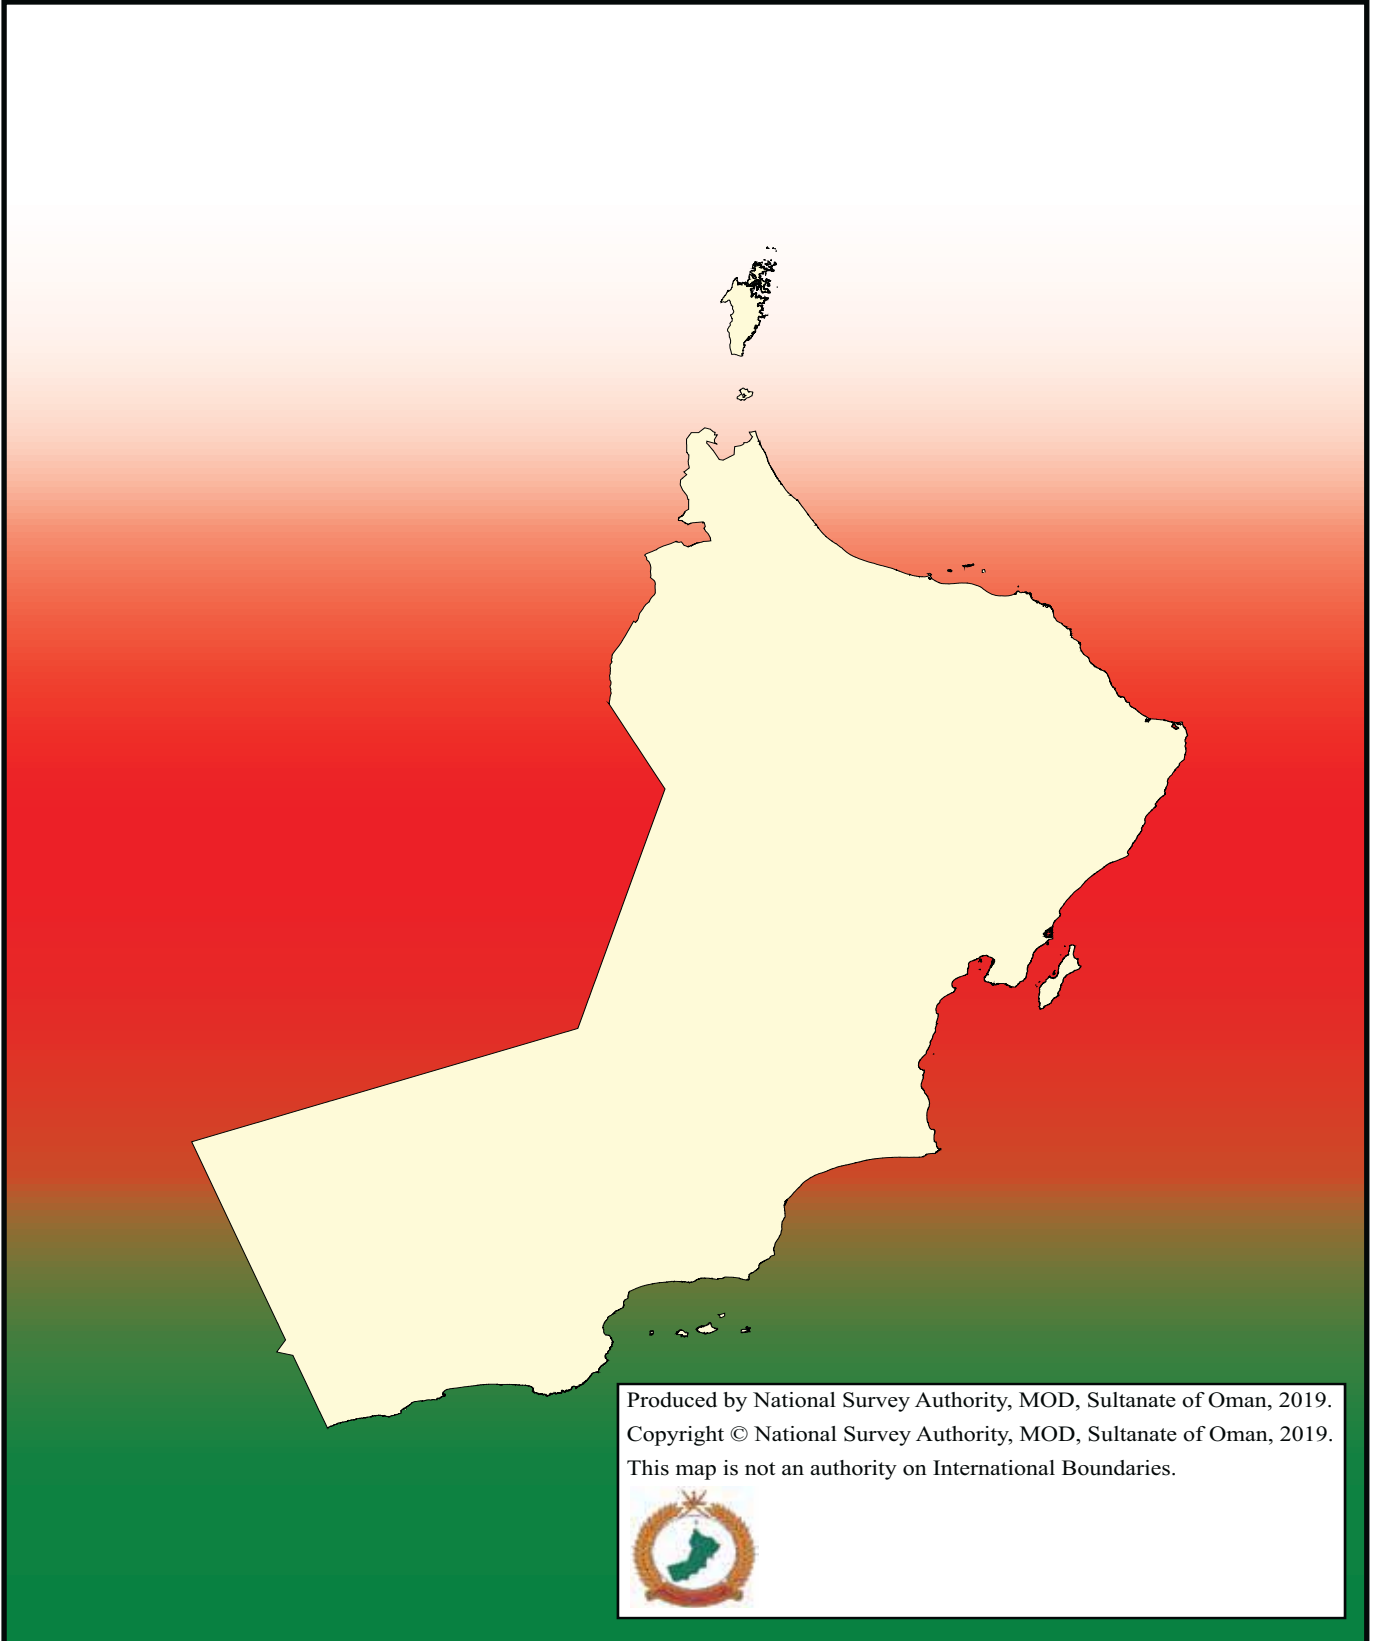 Produced by National Survey Authority, MOD, Sultanate of Oman, 2019.
Copyright © National Survey Authority, MOD, Sultanate of Oman, 2019.
This map is not an authority on International Boundaries.